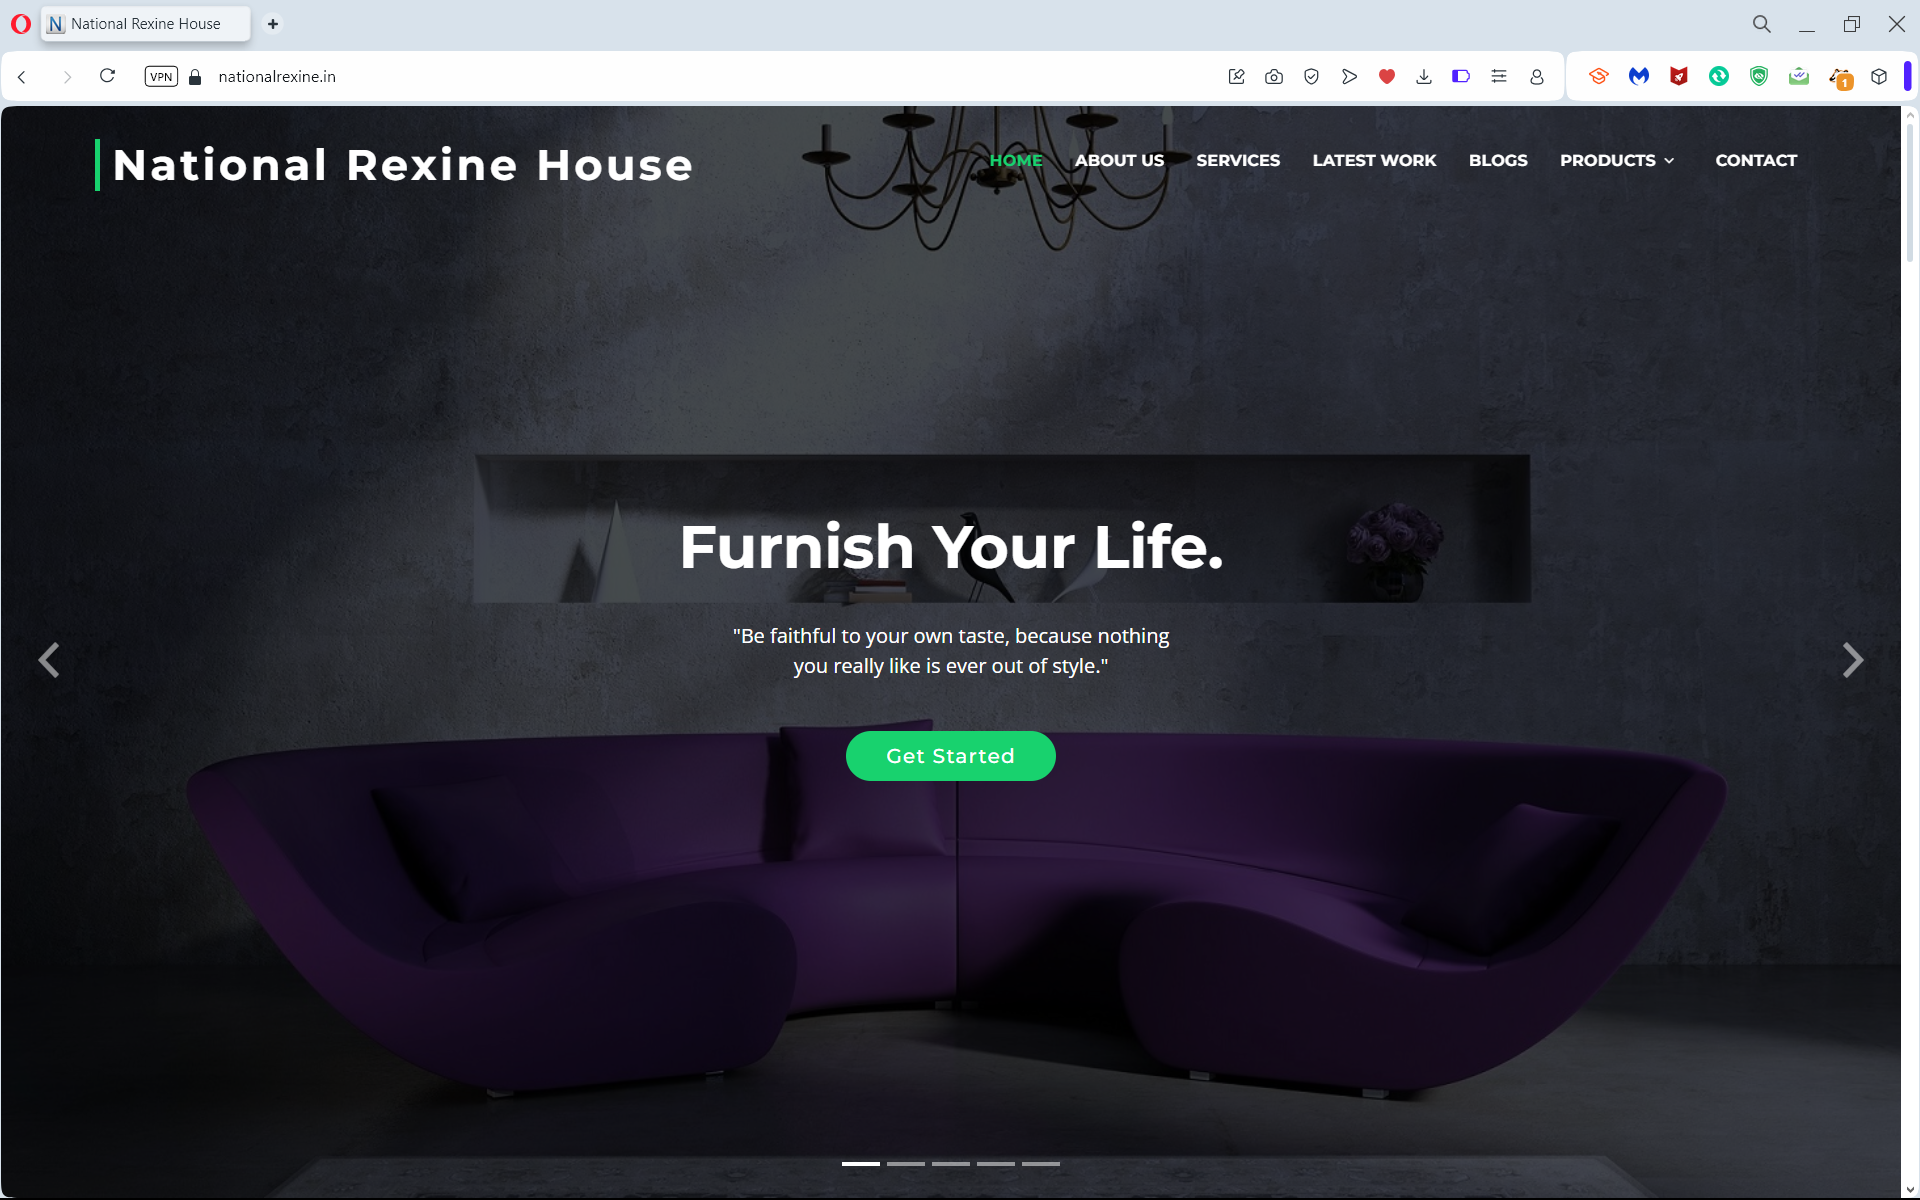 National Rexine House
VPN
nationalrexine.in
1
National Rexine House
HOME
ABOUT US
SERVICES
LATEST WORK
BLOGS
PRODUCTS
CONTACT
Furnish Your Life.
"Be faithful to your own taste, because nothing
you really like is ever out of style."
Get Started